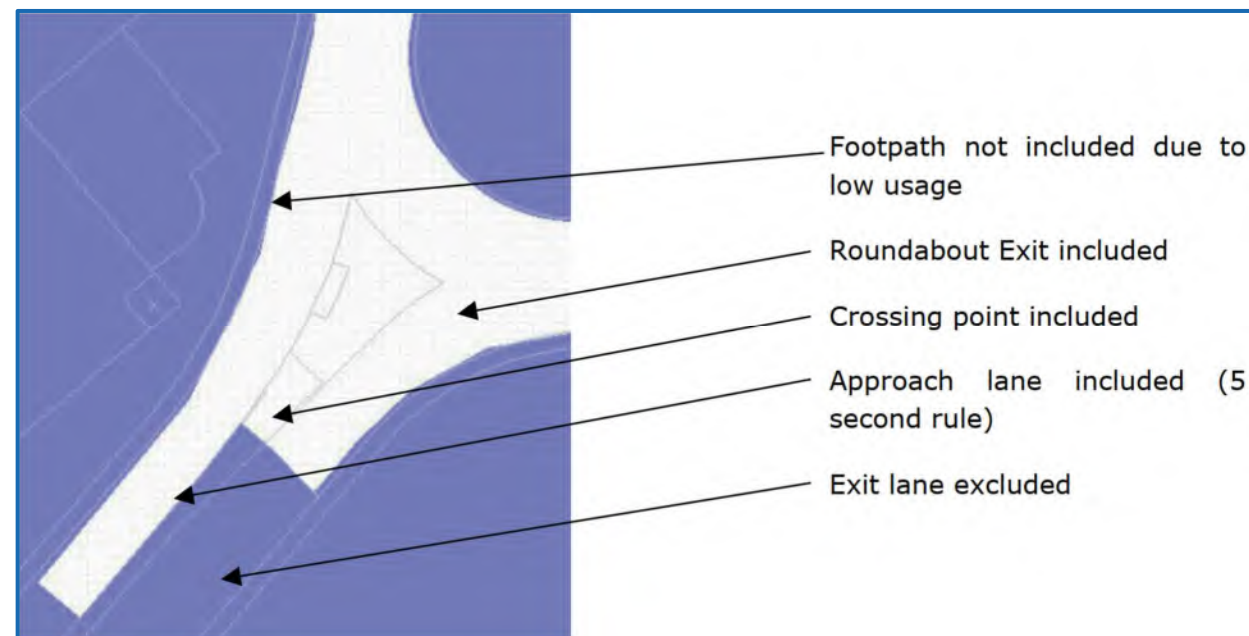 Footpath not included due to
low usage
Roundabout Exit included
Crossing point included
Approach lane included (5
second rule)
Exit lane excluded